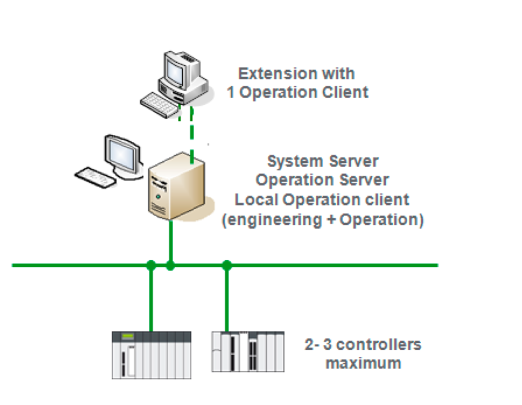 Extension with
1 Operation Client
System Server
Operation Server
Local Operation client
(engineering + Operation)
2- 3 controllers
maximum